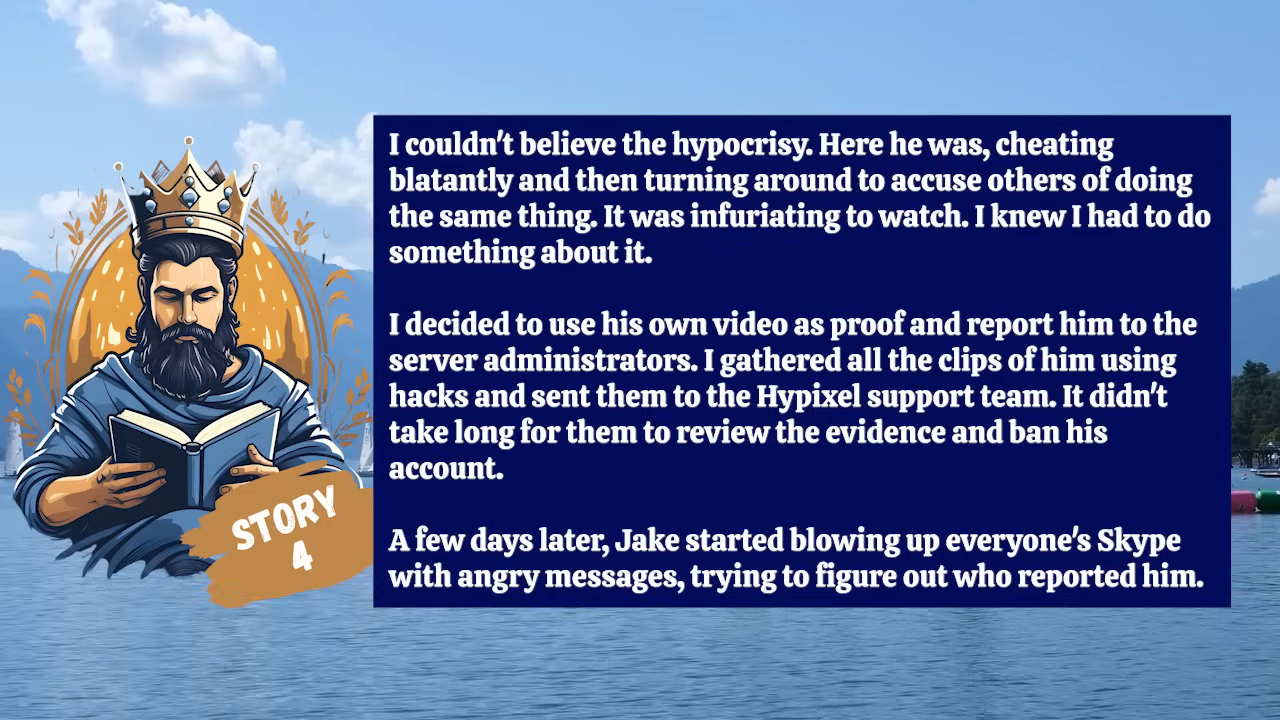 I couldn't believe the hypocrisy. Here he was, cheating
blatantly and then turning around to accuse others of doing
the same thing. It was infuriating to watch. I knew I had to do
something about it.
I decided to use his own video as proof and report him to the
server administrators. I gathered all the clips of him using
hacks and sent them to the Hypixel support team. It didn't
take long for them to review the evidence and ban his
account.
A few days later, Jake started blowing up everyone's Skype
with angry messages, trying to figure out who reported him.
STORY
4